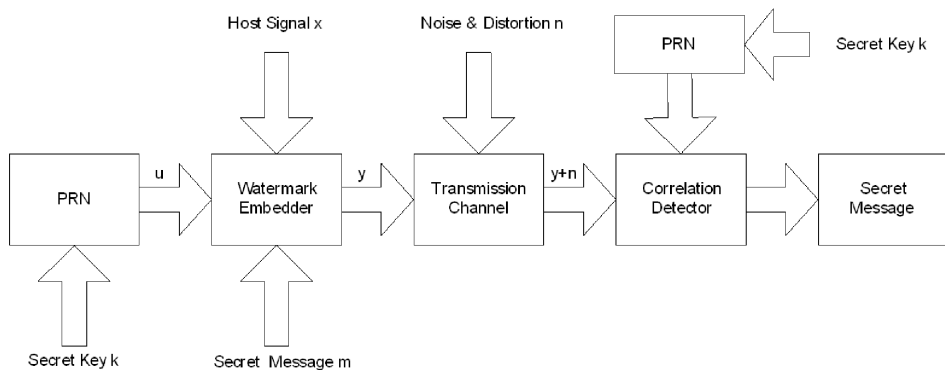 Host Signal x
Noise & Distortion n
PRN
Secret Key k
PRN
u
Watermark
Embedder
y
Transmission
Channel
y+n
Correlation
Detector
Secret
Message
Secret Key k
Secret Message m